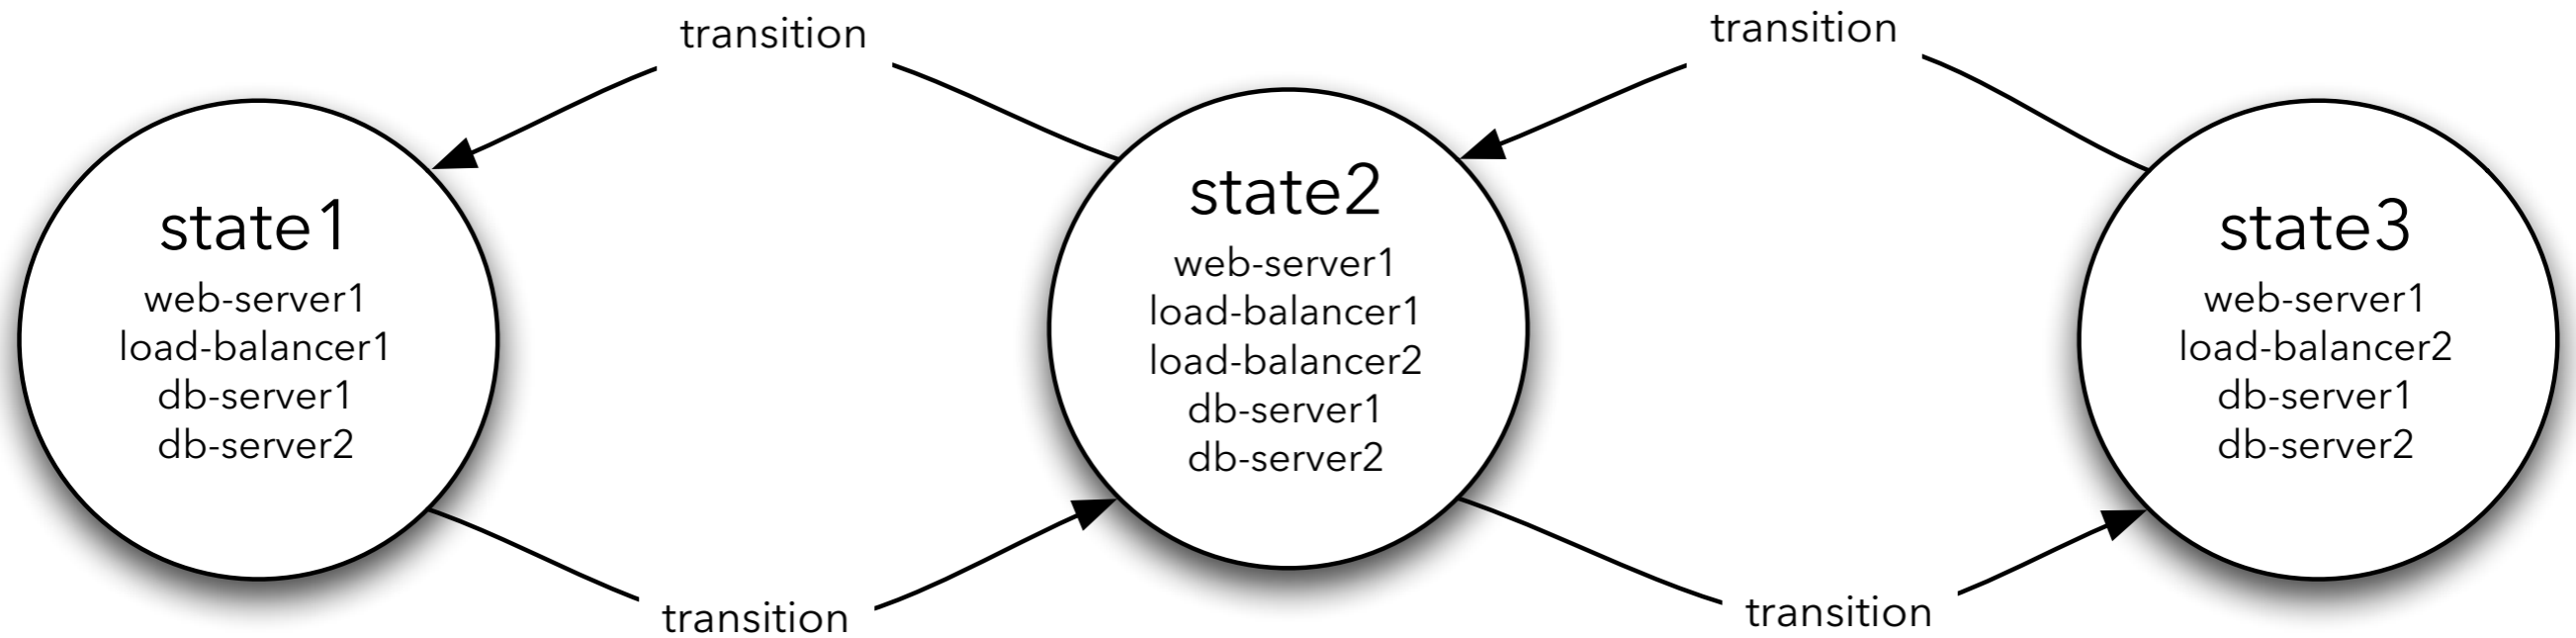 transition
transition
state1
web-server1
load-balancer1
db-server1
db-server2
state2
web-server1
load-balancer1
load-balancer2
db-server1
db-server2
state3
web-server1
load-balancer2
db-server1
db-server2
transition
transition